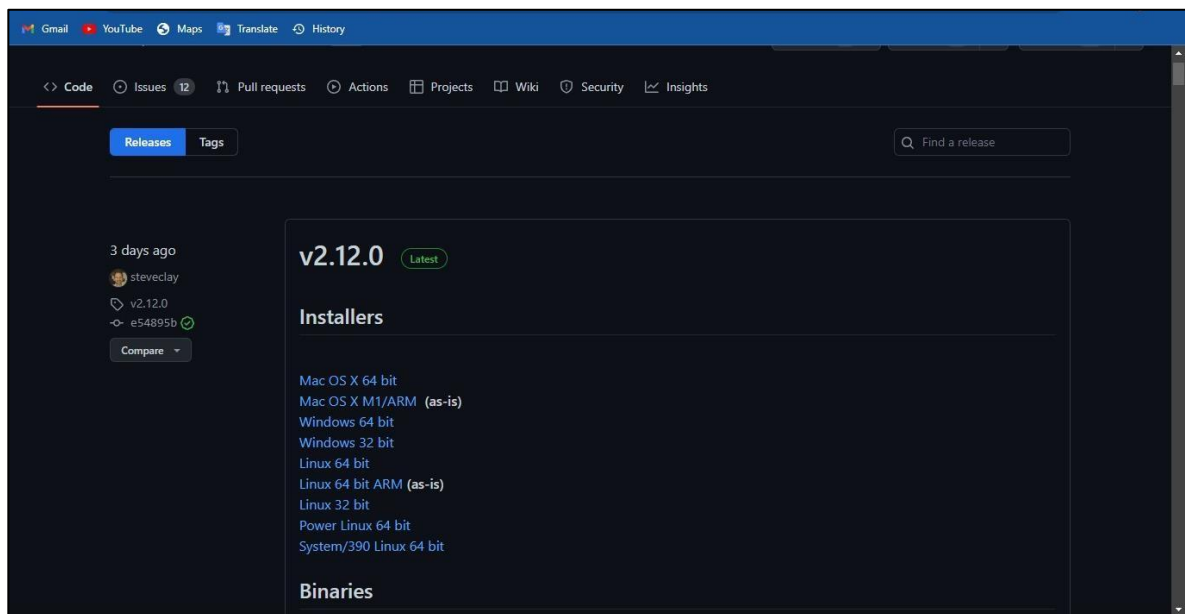 Gmail YouTube Maps Translate History
Code Issues 12 Pull requests Actions Projects Wiki Security Insights
Releases Tags Find a release
3 days ago
steveclay
v2.12.0
e54895b
Compare
v2.12.0 Latest
Installers
Mac OS X 64 bit
Mac OS X M1/ARM (as-is)
Windows 64 bit
Windows 32 bit
Linux 64 bit
Linux 64 bit ARM (as-is)
Linux 32 bit
Power Linux 64 bit
System/390 Linux 64 bit
Binaries